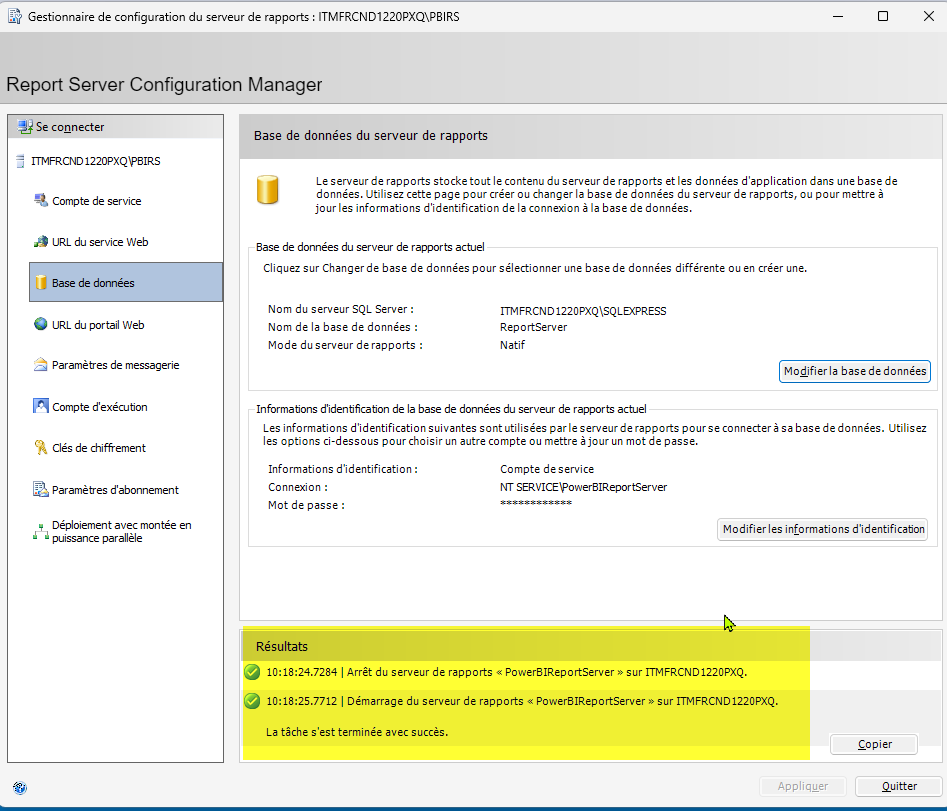 Gestionnaire de configuration du serveur de rapports : ITMFRCND1220PXQ\PBIRS
Report Server Configuration Manager
Se connecter
ITMFRCND1220PXQ\PBIRS
Compte de service
URL du service Web
Base de données
URL du portail Web
Paramètres de messagerie
Compte d'exécution
Clés de chiffrement
Paramètres d'abonnement
Déploiement avec montée en
puissance parallèle
Base de données du serveur de rapports
Le serveur de rapports stocke tout le contenu du serveur de rapports et les données d'application dans une base de
données. Utilisez cette page pour créer ou changer la base de données du serveur de rapports, ou pour mettre à
jour les informations d'identification de la connexion à la base de données.
Base de données du serveur de rapports actuel
Cliquez sur Changer de base de données pour sélectionner une base de données différente ou en créer une.
Nom du serveur SQL Server : ITMFRCND1220PXQ\SQLEXPRESS
Nom de la base de données : ReportServer
Mode du serveur de rapports : Natif
Modifier la base de données
Informations d'identification de la base de données du serveur de rapports actuel
Les informations d'identification suivantes sont utilisées par le serveur de rapports pour se connecter à sa base de données. Utilisez
les options ci-dessous pour choisir un autre compte ou mettre à jour un mot de passe.
Informations d'identification : Compte de service
Connexion : NT SERVICE\PowerBIReportServer
Mot de passe : ************
Modifier les informations d'identification
Résultats
10:18:24.7284 | Arrêt du serveur de rapports « PowerBIReportServer » sur ITMFRCND1220PXQ.
10:18:25.7712 | Démarrage du serveur de rapports « PowerBIReportServer » sur ITMFRCND1220PXQ.
La tâche s'est terminée avec succès.
Copier
Appliquer
Quitter